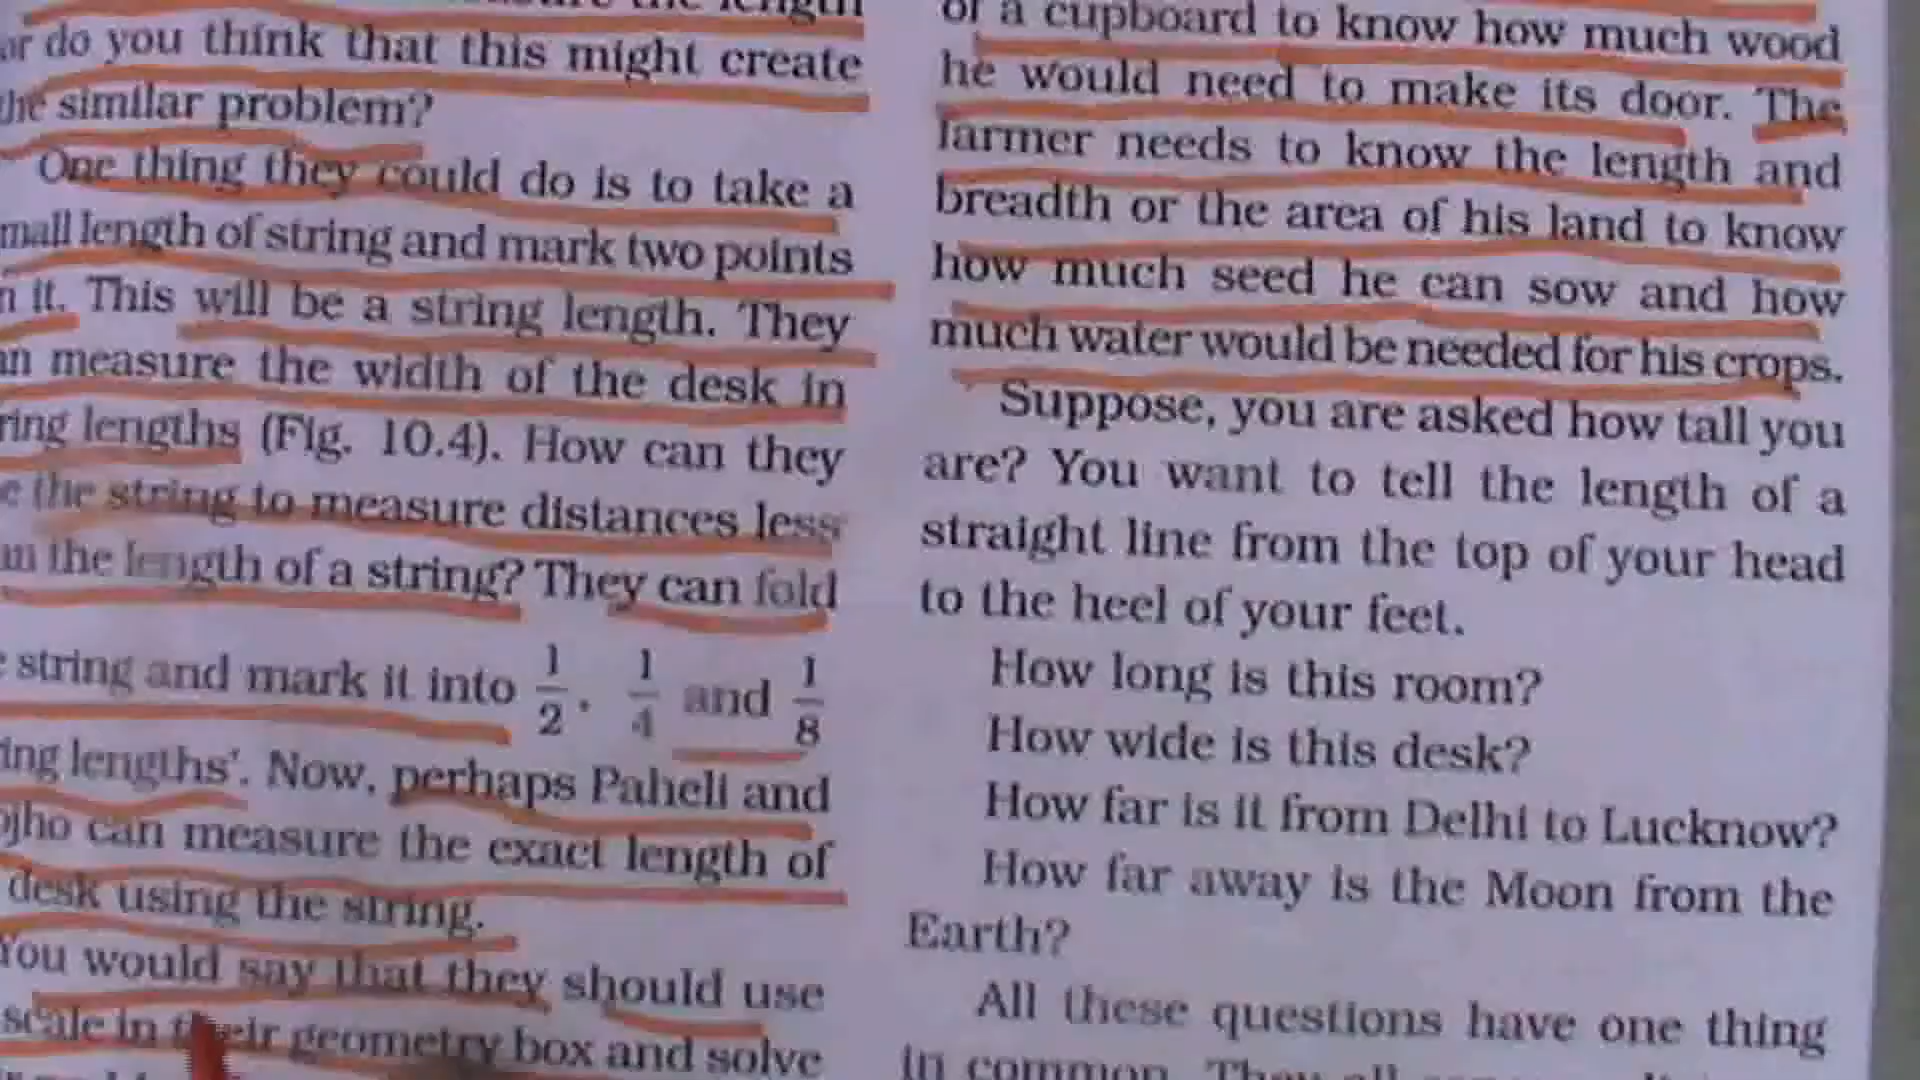 the length
or do you think that this might create
the similar problem?
One thing they could do is to take a
mall length of string and mark two points
n it. This will be a string length. They
an measure the width of the desk in
ring lengths (Fig. 10.4). How can they
e the string to measure distances less
an the length of a string? They can fold
e string and mark it into 1/2, 1/4 and 1/8
ing lengths'. Now, perhaps Paheli and
ojho can measure the exact length of
desk using the string.
You would say that they should use
scale in their geometry box and solve
of a cupboard to know how much wood
he would need to make its door. The
farmer needs to know the length and
breadth or the area of his land to know
how much seed he can sow and how
much water would be needed for his crops.
Suppose, you are asked how tall you
are? You want to tell the length of a
straight line from the top of your head
to the heel of your feet.
How long is this room?
How wide is this desk?
How far is it from Delhi to Lucknow?
How far away is the Moon from the
Earth?
All these questions have one thing
in common. They all